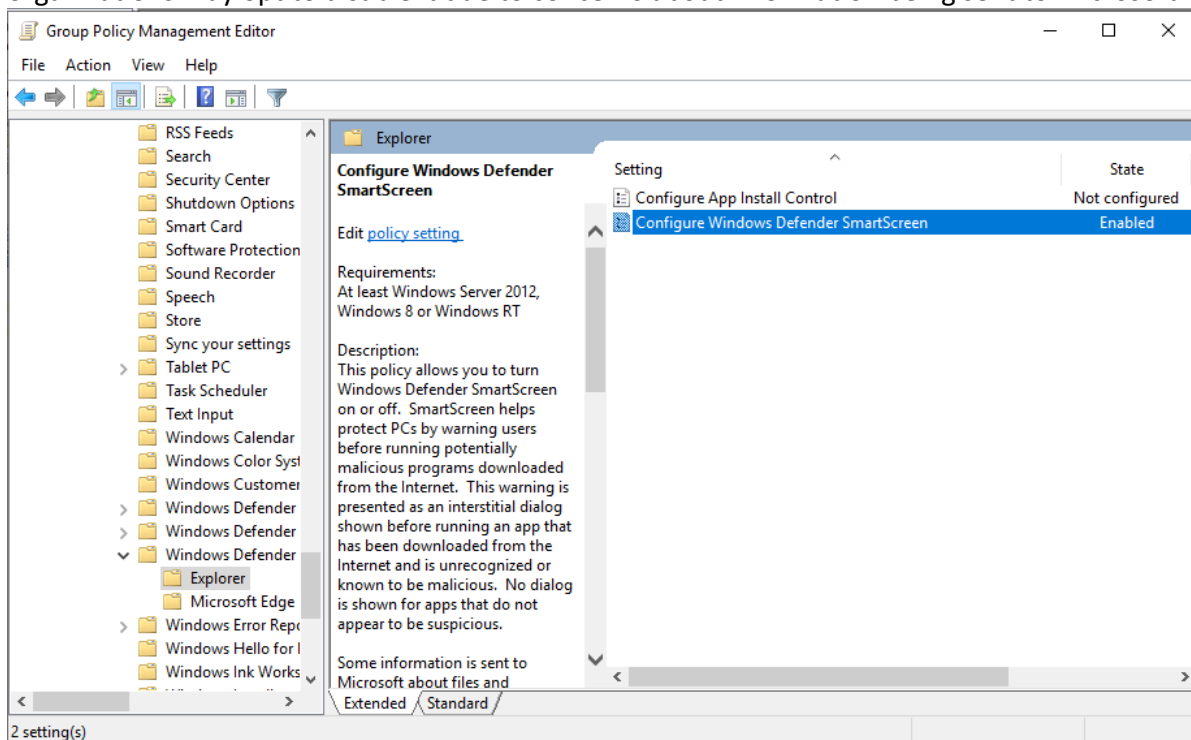 Group Policy Management Editor
File Action View Help
RSS Feeds
Search
Security Center
Shutdown Options
Smart Card
Software Protection
Sound Recorder
Speech
Store
Sync your settings
Tablet PC
Task Scheduler
Text Input
Windows Calendar
Windows Color Syst
Windows Customer
Windows Defender
Windows Defender
Windows Defender
Explorer
Microsoft Edge
Windows Error Repo
Windows Hello for
Windows Ink Works
Explorer
Configure Windows Defender
SmartScreen
Edit policy setting
Requirements:
At least Windows Server 2012,
Windows 8 or Windows RT
Description:
This policy allows you to turn
Windows Defender SmartScreen
on or off. SmartScreen helps
protect PCs by warning users
before running potentially
malicious programs downloaded
from the Internet. This warning is
presented as an interstitial dialog
shown before running an app that
has been downloaded from the
Internet and is unrecognized or
known to be malicious. No dialog
is shown for apps that do not
appear to be suspicious.
Some information is sent to
Microsoft about files and
Setting State
Configure App Install Control Not configured
Configure Windows Defender SmartScreen Enabled
Extended Standard
2 setting(s)